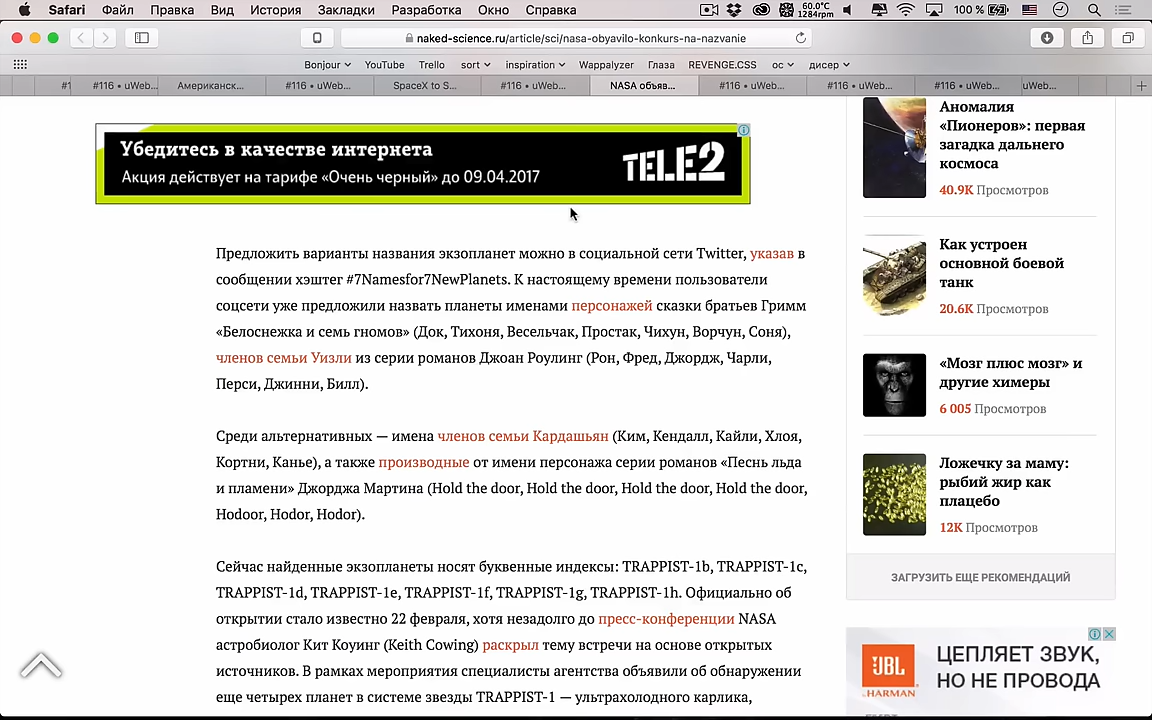 Safari Файл Правка Вид История Закладки Разработка Окно Справка 60.0°C 1284rpm 100 %
naked-science.ru/article/sci/nasa-obyavilo-konkurs-na-nazvanie
Bonjour YouTube Trello sort inspiration Wappalyzer Глаза REVENGE.CSS ос дисер
#1 #116 • uWeb... Американск... #116 • uWeb... SpaceX to S... #116 • uWeb... NASA объяв... #116 • uWeb... #116 • uWeb... #116 • uWeb... uWeb...
Убедитесь в качестве интернета
Акция действует на тарифе «Очень черный» до 09.04.2017
TELE2
Предложить варианты названия экзопланет можно в социальной сети Twitter, указав в
сообщении хэштег #7Namesfor7NewPlanets. К настоящему времени пользователи
соцсети уже предложили назвать планеты именами персонажей сказки братьев Гримм
«Белоснежка и семь гномов» (Док, Тихоня, Весельчак, Простак, Чихун, Ворчун, Соня),
членов семьи Уизли из серии романов Джоан Роулинг (Рон, Фред, Джордж, Чарли,
Перси, Джинни, Билл).
Среди альтернативных — имена членов семьи Кардашьян (Ким, Кендалл, Кайли, Хлоя,
Кортни, Канье), а также производные от имени персонажа серии романов «Песнь льда
и пламени» Джорджа Мартина (Hold the door, Hold the door, Hold the door, Hold the door,
Hodoor, Hodor, Hodor).
Сейчас найденные экзопланеты носят буквенные индексы: TRAPPIST-1b, TRAPPIST-1c,
TRAPPIST-1d, TRAPPIST-1e, TRAPPIST-1f, TRAPPIST-1g, TRAPPIST-1h. Официально об
открытии стало известно 22 февраля, хотя незадолго до пресс-конференции NASA
астробиолог Кит Коуинг (Keith Cowing) раскрыл тему встречи на основе открытых
источников. В рамках мероприятия специалисты агентства объявили об обнаружении
еще четырех планет в системе звезды TRAPPIST-1 — ультрахолодного карлика,
Аномалия
«Пионеров»: первая
загадка дальнего
космоса
40.9K Просмотров
Как устроен
основной боевой
танк
20.6K Просмотров
«Мозг плюс мозг» и
другие химеры
6 005 Просмотров
Ложечку за маму:
рыбий жир как
плацебо
12K Просмотров
ЗАГРУЗИТЬ ЕЩЕ РЕКОМЕНДАЦИЙ
JBL
HARMAN
ЦЕПЛЯЕТ ЗВУК,
НО НЕ ПРОВОДА